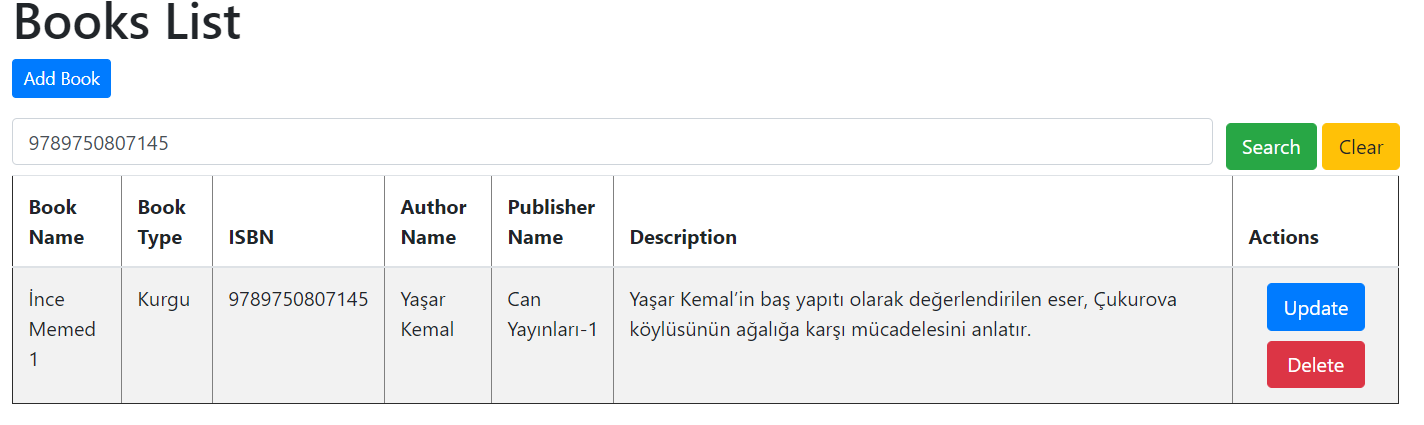 Books List
Add Book
9789750807145
Search
Clear
Book Name
Book Type
ISBN
Author Name
Publisher Name
Description
Actions
İnce Memed 1
Kurgu
9789750807145
Yaşar Kemal
Can Yayınları-1
Yaşar Kemal’in baş yapıtı olarak değerlendirilen eser, Çukurova
köylüsünün ağalığa karşı mücadelesini anlatır.
Update
Delete